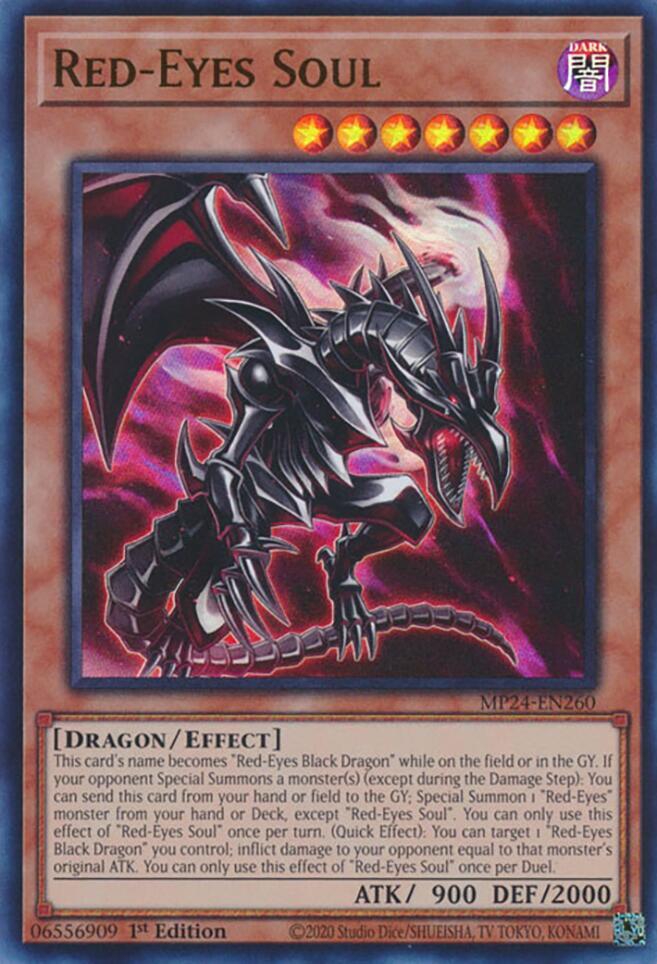 Red-Eyes Soul
DARK
闇
MP24-EN260
[Dragon/Effect]
This card's name becomes "Red-Eyes Black Dragon" while on the field or in the GY. If
your opponent Special Summons a monster(s) (except during the Damage Step): You
can send this card from your hand or field to the GY; Special Summon 1 "Red-Eyes"
monster from your hand or Deck, except "Red-Eyes Soul". You can only use this
effect of "Red-Eyes Soul" once per turn. (Quick Effect): You can target 1 "Red-Eyes
Black Dragon" you control; inflict damage to your opponent equal to that monster's
original ATK. You can only use this effect of "Red-Eyes Soul" once per Duel.
ATK/ 900 DEF/2000
06556909 1st Edition ©2020 Studio Dice/SHUEISHA, TV TOKYO, KONAMI